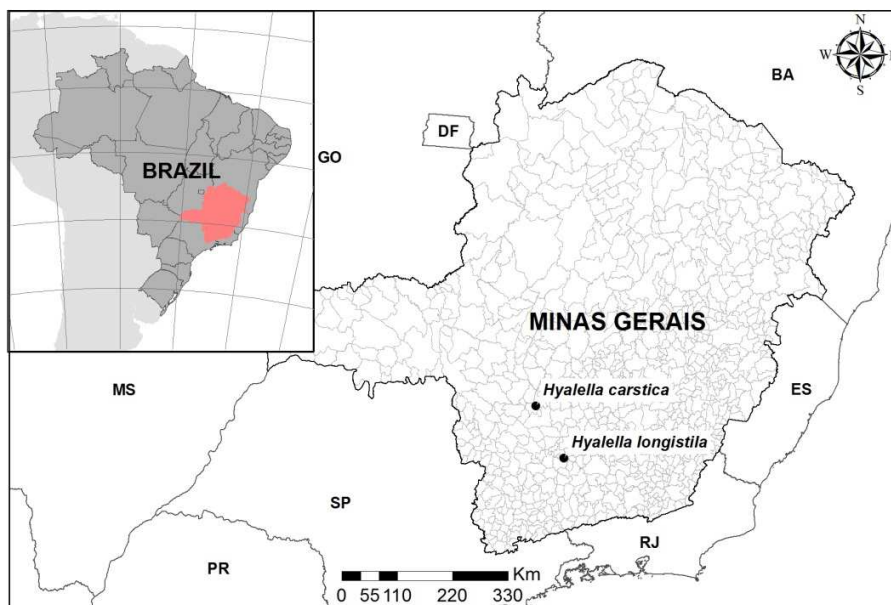 BRAZIL
N
W
E
S
BA
DF
GO
MINAS GERAIS
MS
Hyalella carstica
ES
Hyalella longistila
SP
RJ
PR
Km
0 55 110 220 330